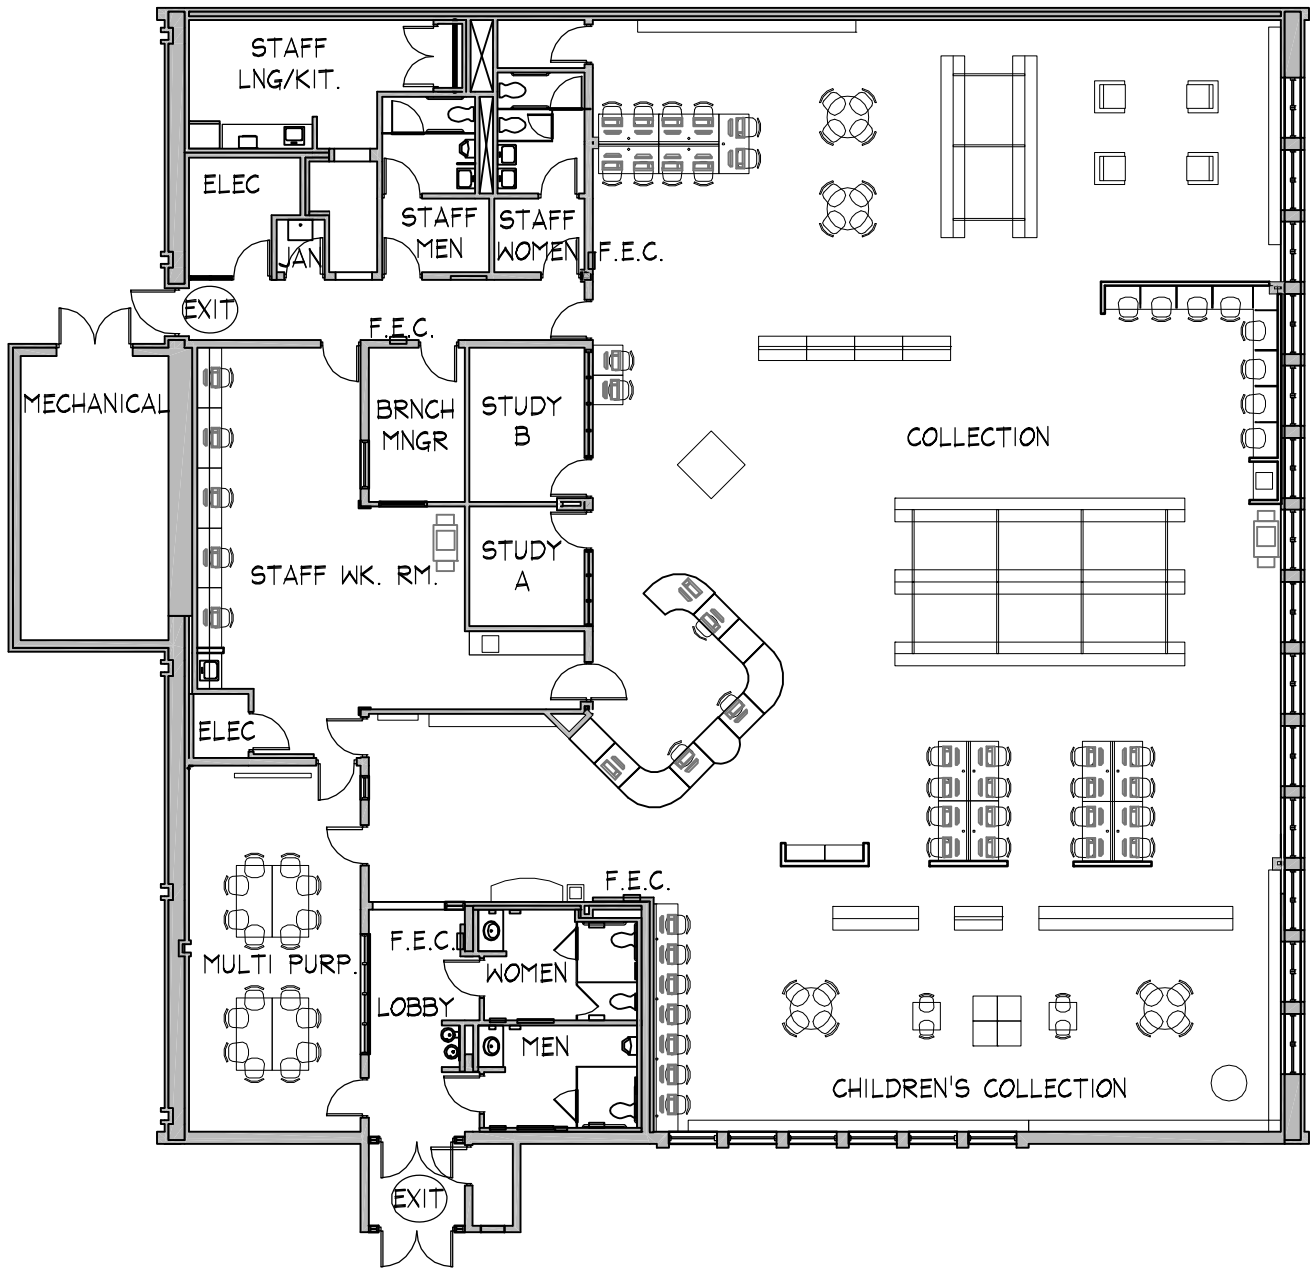 STAFF
LNG/KIT.
ELEC
JAN
STAFF
MEN
STAFF
WOMEN
F.E.C.
EXIT
F.E.C.
MECHANICAL
BRNCH
MNGR
STUDY
B
COLLECTION
STUDY
A
STAFF WK. RM.
ELEC
F.E.C.
F.E.C.
MULTI PURP.
WOMEN
LOBBY
MEN
CHILDREN'S COLLECTION
EXIT